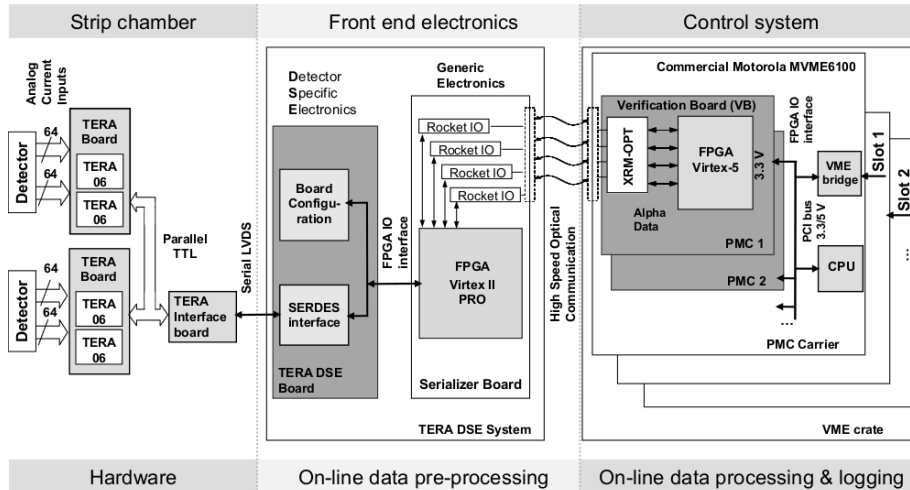 Strip chamber
Front end electronics
Control system
Analog
Current
Inputs
64
64
Detector
TERA
Board
TERA
06
TERA
06
64
64
Detector
TERA
Board
TERA
06
TERA
06
Parallel
TTL
TERA
Interface
board
Serial LVDS
Detector
Specific
Electronics
Board
Configu-
ration
SERDES
interface
TERA DSE
Board
FPGA IO
interface
Generic
Electronics
Rocket IO
Rocket IO
Rocket IO
Rocket IO
FPGA
Virtex II
PRO
Serializer Board
TERA DSE System
High Speed Optical
Communication
Commercial Motorola MVME6100
Verification Board (VB)
XRM-OPT
FPGA
Virtex-5
3.3 V
Alpha
Data
PMC 1
PMC 2
FPGA IO
interface
PCI bus
3.3/5 V
VME
bridge
CPU
...
PMC Carrier
Slot 1
Slot 2
...
VME crate
Hardware
On-line data pre-processing
On-line data processing & logging